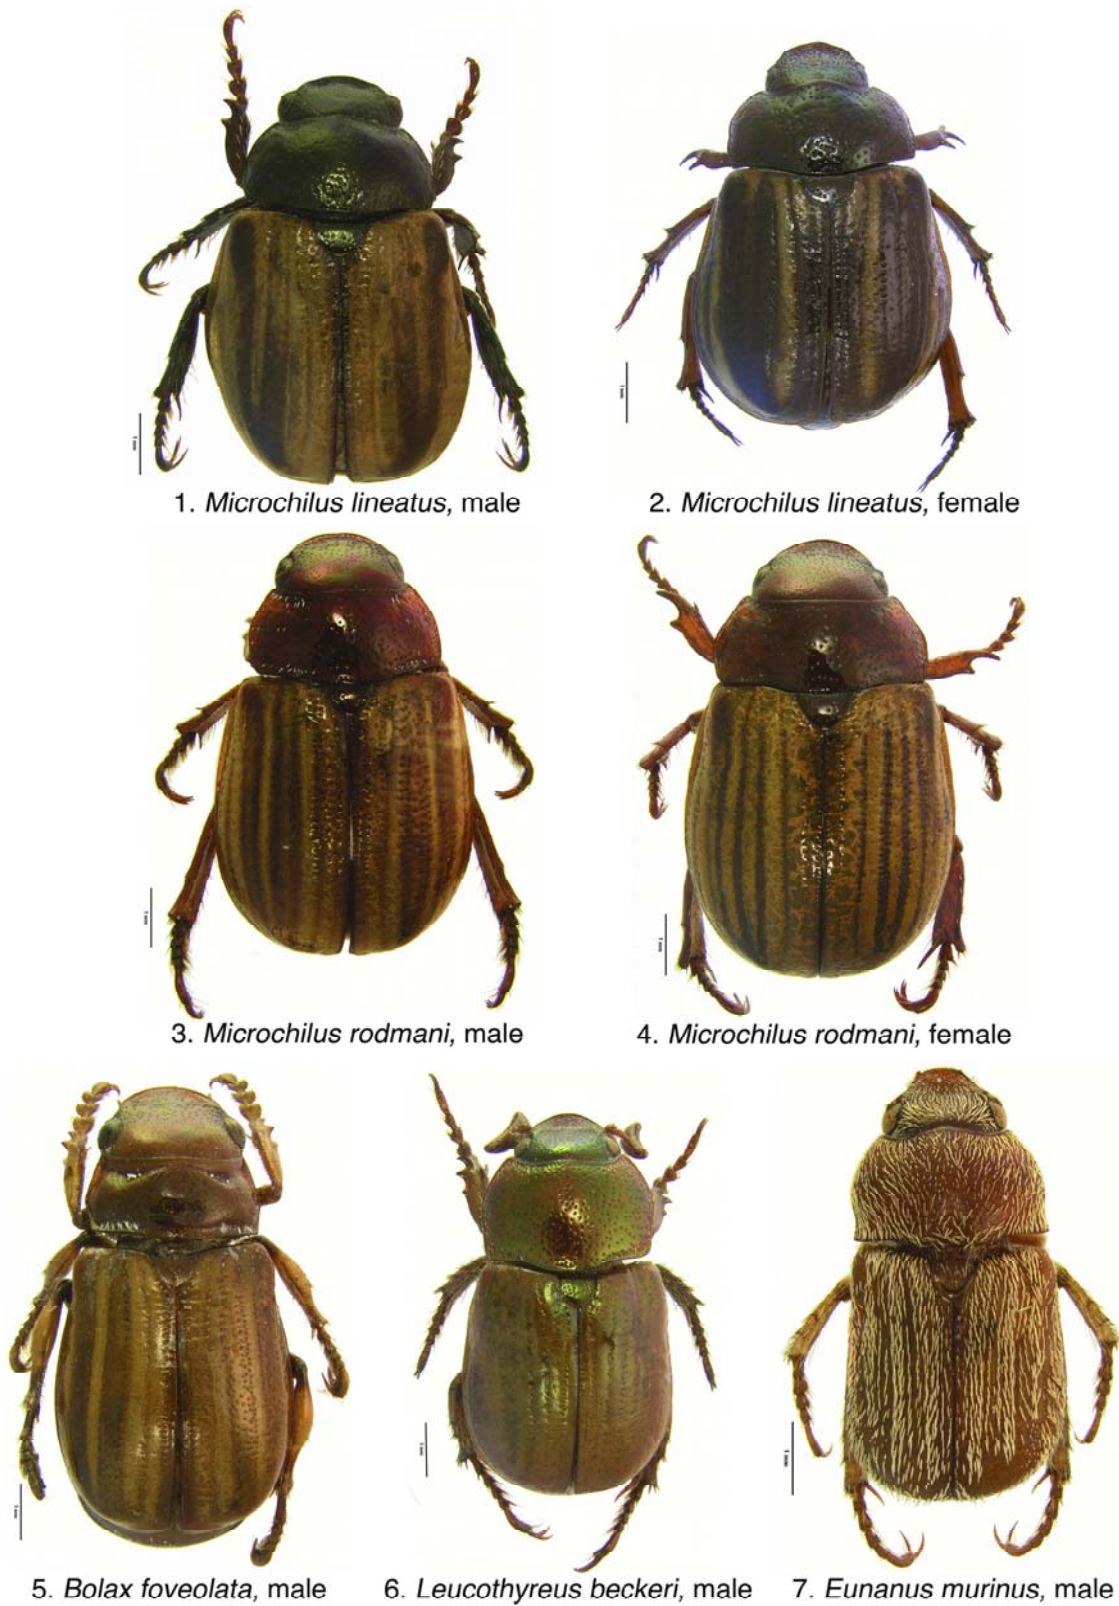 1. Microchilus lineatus, male
2. Microchilus lineatus, female
3. Microchilus rodmani, male
4. Microchilus rodmani, female
5. Bolax foveolata, male
6. Leucothyreus beckeri, male
7. Eunanus murinus, male